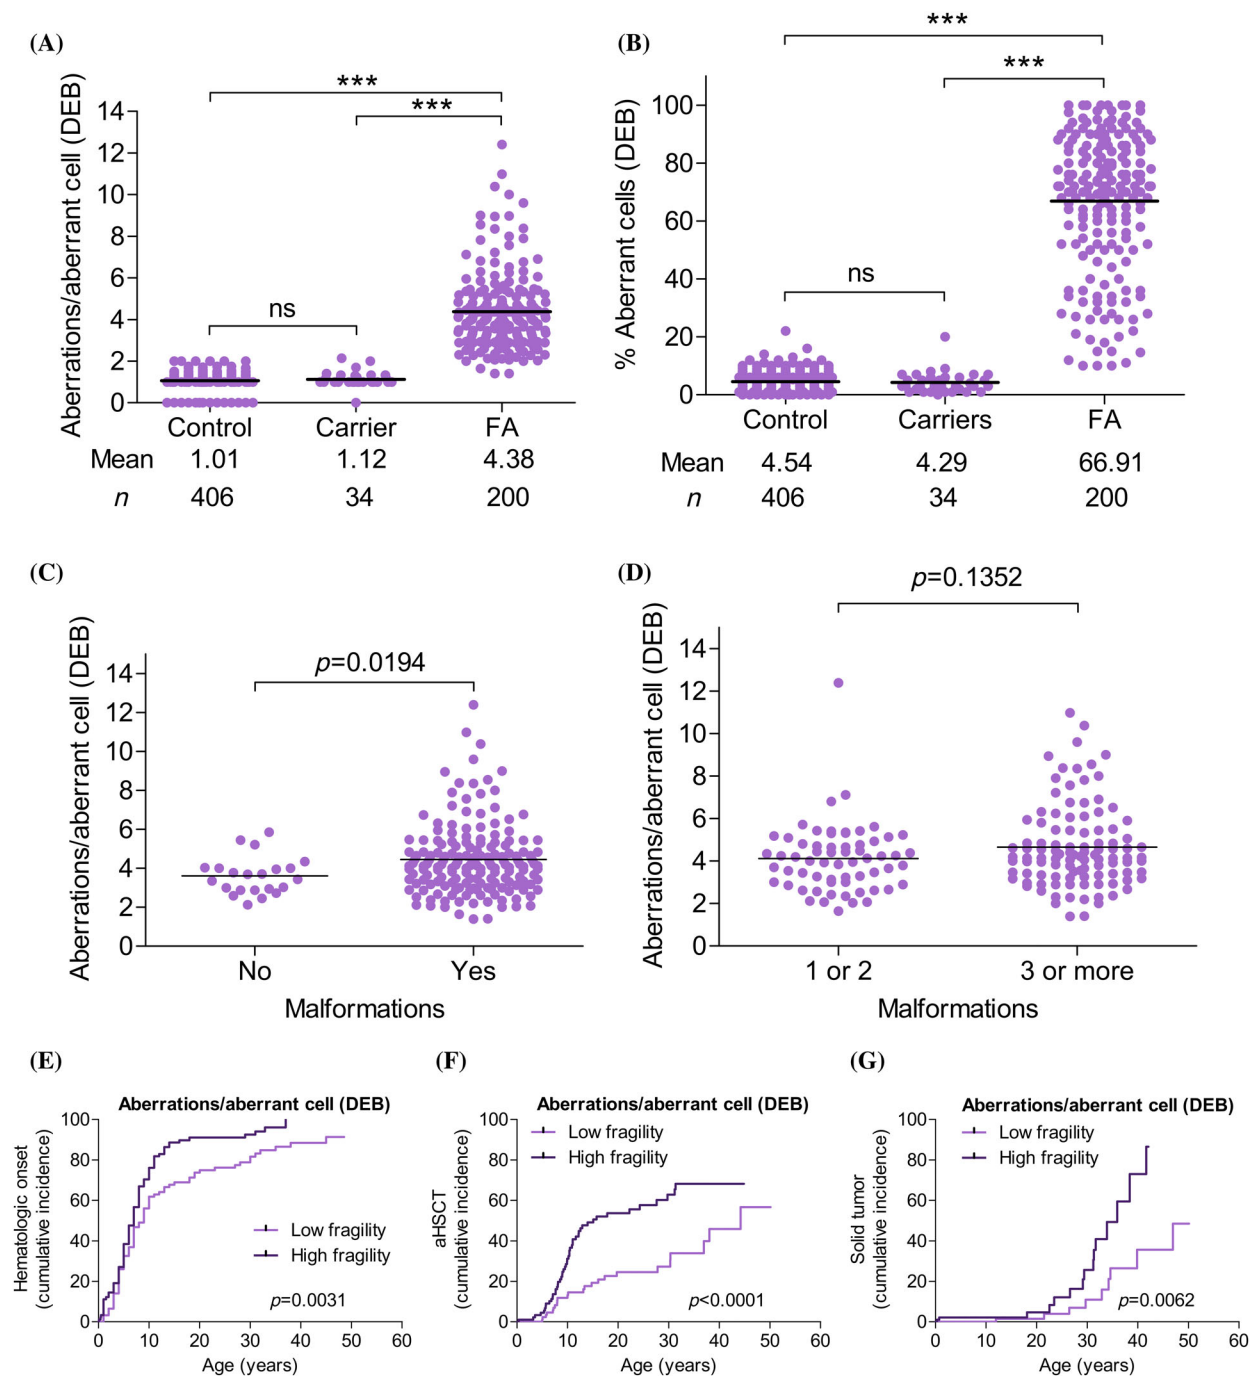 (A)
Aberrations/aberrant cell (DEB)
***
***
ns
14
12
10
8
6
4
2
0
Control Carrier FA
Mean 1.01 1.12 4.38
n 406 34 200
(B)
% Aberrant cells (DEB)
***
***
ns
100
80
60
40
20
0
Control Carriers FA
Mean 4.54 4.29 66.91
n 406 34 200
(C)
Aberrations/aberrant cell (DEB)
p=0.0194
14
12
10
8
6
4
2
0
No Yes
Malformations
(D)
Aberrations/aberrant cell (DEB)
p=0.1352
14
12
10
8
6
4
2
0
1 or 2 3 or more
Malformations
(E)
Aberrations/aberrant cell (DEB)
Hematologic onset
(cumulative incidence)
100
80
60
40
20
0
Low fragility
High fragility
p=0.0031
0 10 20 30 40 50 60
Age (years)
(F)
Aberrations/aberrant cell (DEB)
aHSCT
(cumulative incidence)
100
80
60
40
20
0
Low fragility
High fragility
p<0.0001
0 10 20 30 40 50 60
Age (years)
(G)
Aberrations/aberrant cell (DEB)
Solid tumor
(cumulative incidence)
100
80
60
40
20
0
Low fragility
High fragility
p=0.0062
0 10 20 30 40 50 60
Age (years)